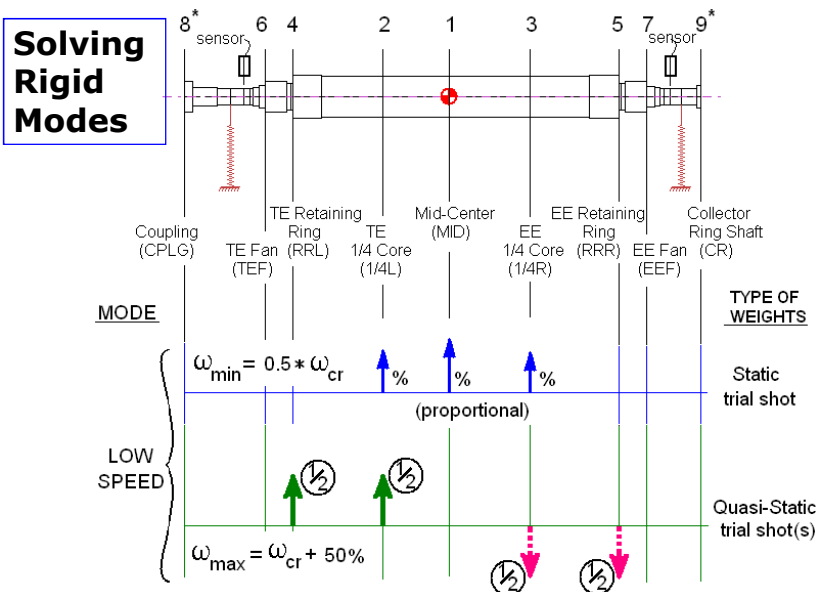 Solving
Rigid
Modes
8* 6 4 2 1 3 5 7 9*
sensor
sensor
Coupling
(CPLG)
TE Fan
(TEF)
TE Retaining
Ring
(RRL)
TE
1/4 Core
(1/4L)
Mid-Center
(MID)
EE
1/4 Core
(1/4R)
EE Retaining
Ring
(RRR)
EE Fan
(EEF)
Collector
Ring Shaft
(CR)
MODE
TYPE OF
WEIGHTS
ωmin = 0.5 * ωcr
% % %
(proportional)
Static
trial shot
LOW
SPEED
1/2 1/2
Quasi-Static
trial shot(s)
ωmax = ωcr + 50%
1/2 1/2